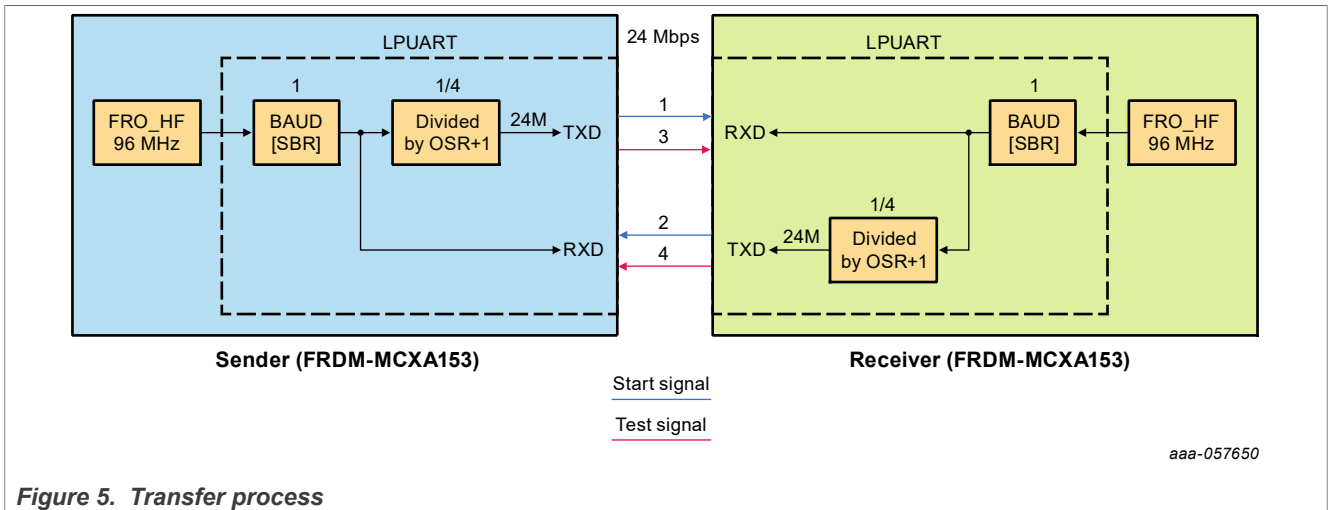 LPUART
24 Mbps
LPUART
1
1/4
1
1
FRO_HF
96 MHz
BAUD
[SBR]
Divided
by OSR+1
24M
TXD
3
RXD
BAUD
[SBR]
FRO_HF
96 MHz
1/4
2
RXD
4
TXD
24M
Divided
by OSR+1
Sender (FRDM-MCXA153)
Receiver (FRDM-MCXA153)
Start signal
Test signal
aaa-057650
Figure 5. Transfer process